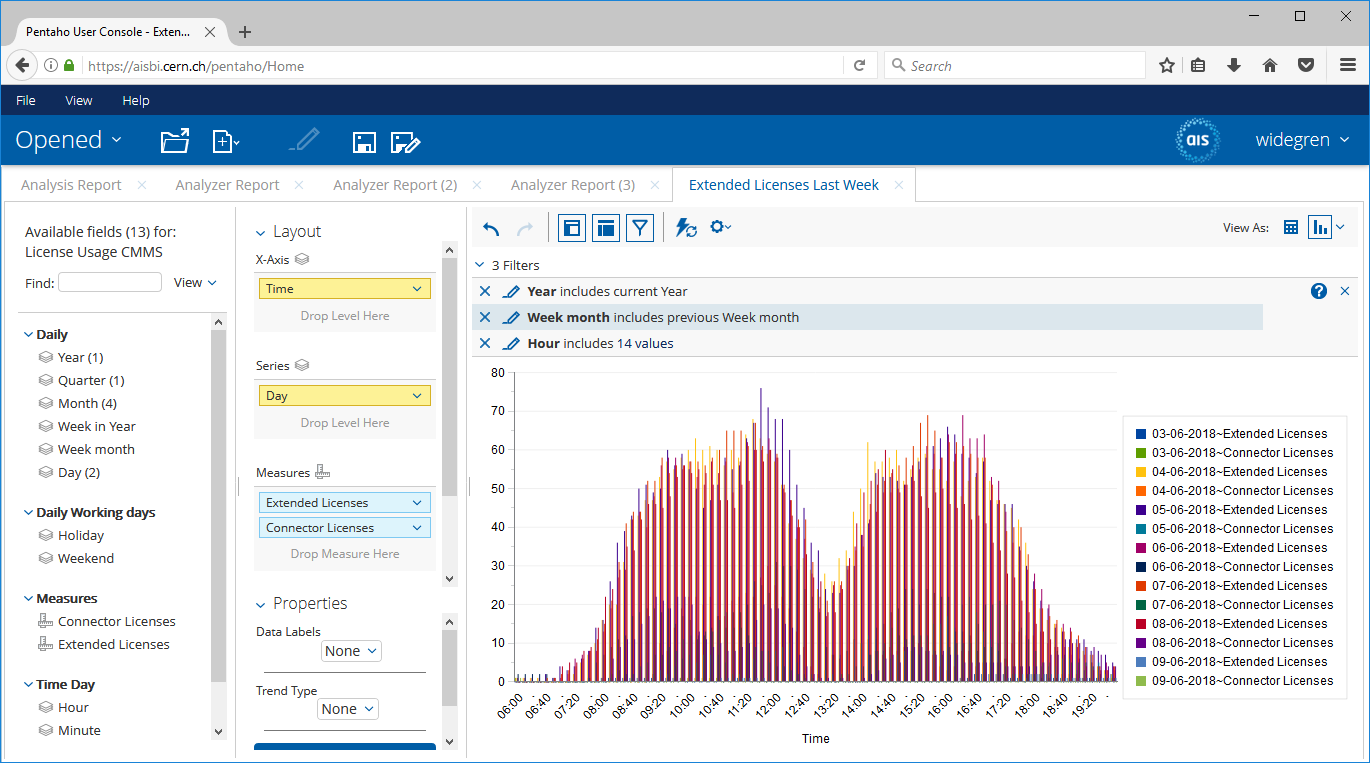 Pentaho User Console - Exten...
https://aisbi.cern.ch/pentaho/Home
Search
File View Help
Opened
ais
widegren
Analysis Report
Analyzer Report
Analyzer Report (2)
Analyzer Report (3)
Extended Licenses Last Week
Available fields (13) for:
License Usage CMMS
Find:
View
Daily
Year (1)
Quarter (1)
Month (4)
Week in Year
Week month
Day (2)
Daily Working days
Holiday
Weekend
Measures
Connector Licenses
Extended Licenses
Time Day
Hour
Minute
Layout
X-Axis
Time
Drop Level Here
Series
Day
Drop Level Here
Measures
Extended Licenses
Connector Licenses
Drop Measure Here
Properties
Data Labels
None
Trend Type
None
View As:
3 Filters
Year includes current Year
Week month includes previous Week month
Hour includes 14 values
80
70
60
50
40
30
20
10
0
06:00 06:40 07:20 08:00 08:40 09:20 10:00 10:40 11:20 12:00 12:40 13:20 14:00 14:40 15:20 16:00 16:40 17:20 18:00 18:40 19:20
Time
03-06-2018~Extended Licenses
03-06-2018~Connector Licenses
04-06-2018~Extended Licenses
04-06-2018~Connector Licenses
05-06-2018~Extended Licenses
05-06-2018~Connector Licenses
06-06-2018~Extended Licenses
06-06-2018~Connector Licenses
07-06-2018~Extended Licenses
07-06-2018~Connector Licenses
08-06-2018~Extended Licenses
08-06-2018~Connector Licenses
09-06-2018~Extended Licenses
09-06-2018~Connector Licenses